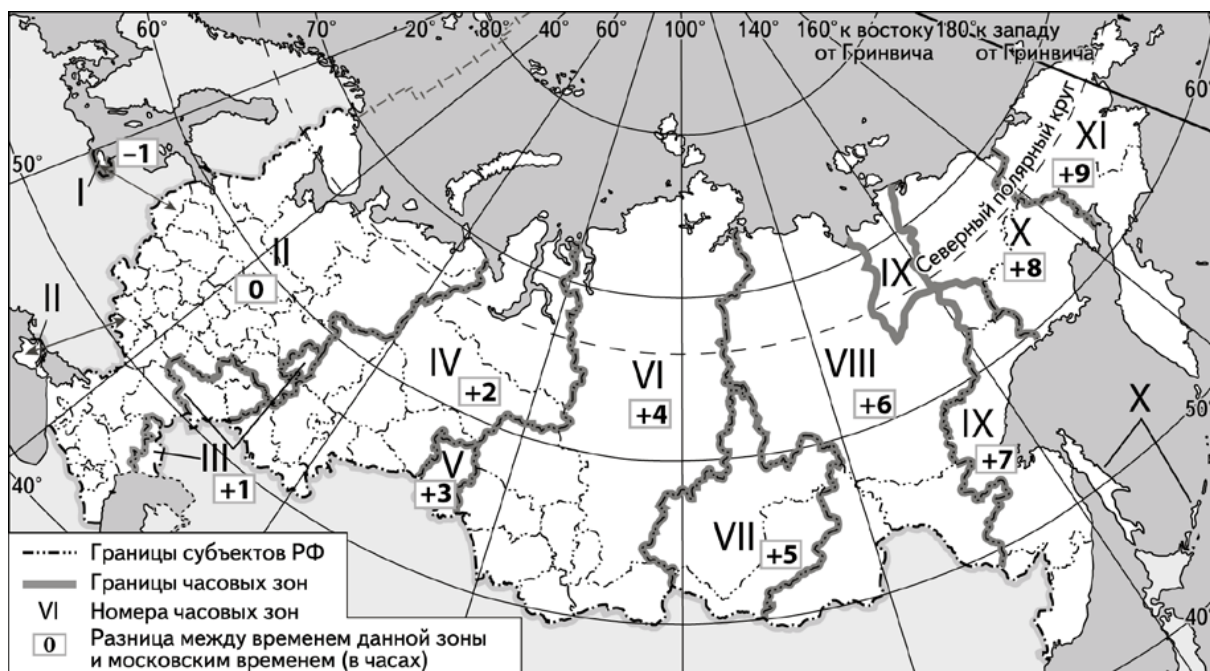 60°
70°
20°
80°
40°
60°
80°
100°
120°
140°
160° к востоку
от Гринвича
180° к западу
от Гринвича
60°
50°
50°
40°
50°
40°
Северный полярный круг
I
−1
II
0
II
III
+1
IV
+2
V
+3
VI
+4
VII
+5
VIII
+6
IX
IX
+7
X
+8
X
XI
+9
Границы субъектов РФ
Границы часовых зон
VI Номера часовых зон
0 Разница между временем данной зоны
и московским временем (в часах)